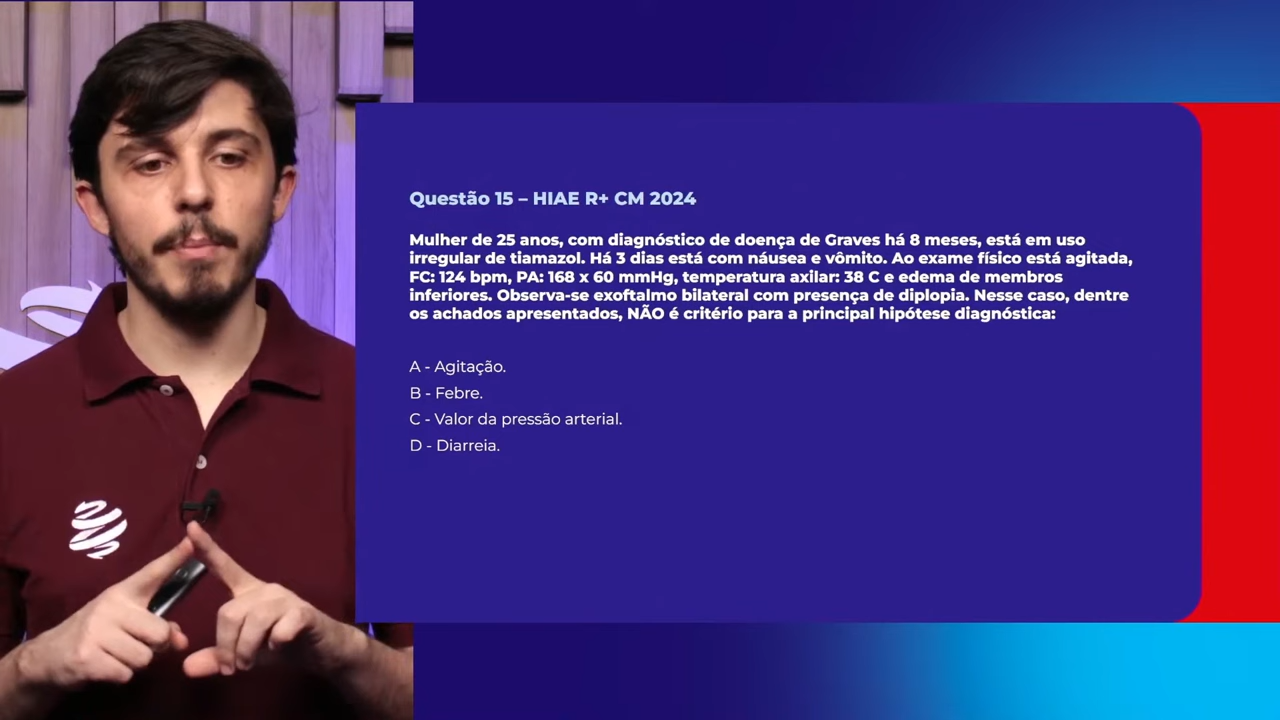 Questão 15 – HIAE R+ CM 2024
Mulher de 25 anos, com diagnóstico de doença de Graves há 8 meses, está em uso
irregular de tiamazol. Há 3 dias está com náusea e vômito. Ao exame físico está agitada,
FC: 124 bpm, PA: 168 x 60 mmHg, temperatura axilar: 38 C e edema de membros
inferiores. Observa-se exoftalmo bilateral com presença de diplopia. Nesse caso, dentre
os achados apresentados, NÃO é critério para a principal hipótese diagnóstica:
A - Agitação.
B - Febre.
C - Valor da pressão arterial.
D - Diarreia.